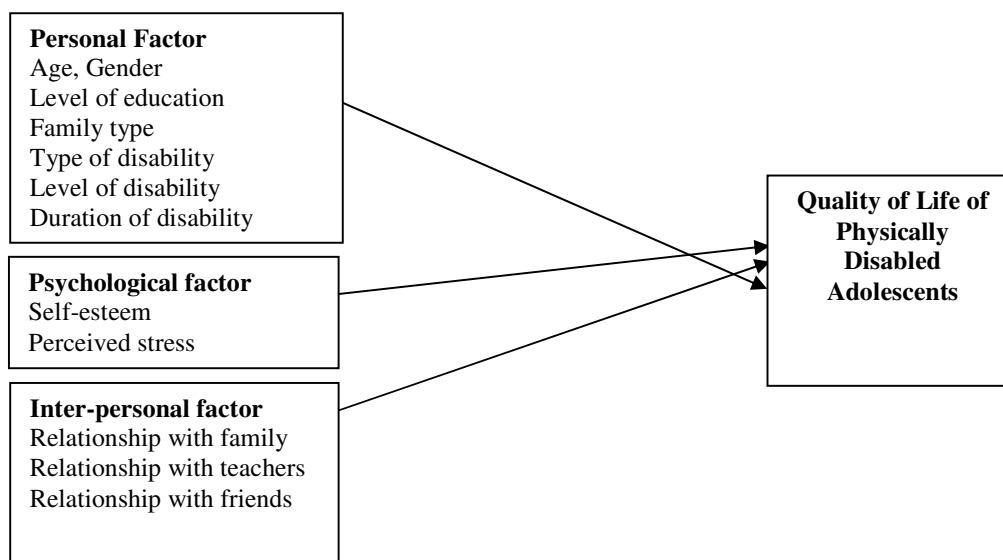 Personal Factor
Age, Gender
Level of education
Family type
Type of disability
Level of disability
Duration of disability
Psychological factor
Self-esteem
Perceived stress
Inter-personal factor
Relationship with family
Relationship with teachers
Relationship with friends
Quality of Life of
Physically
Disabled
Adolescents